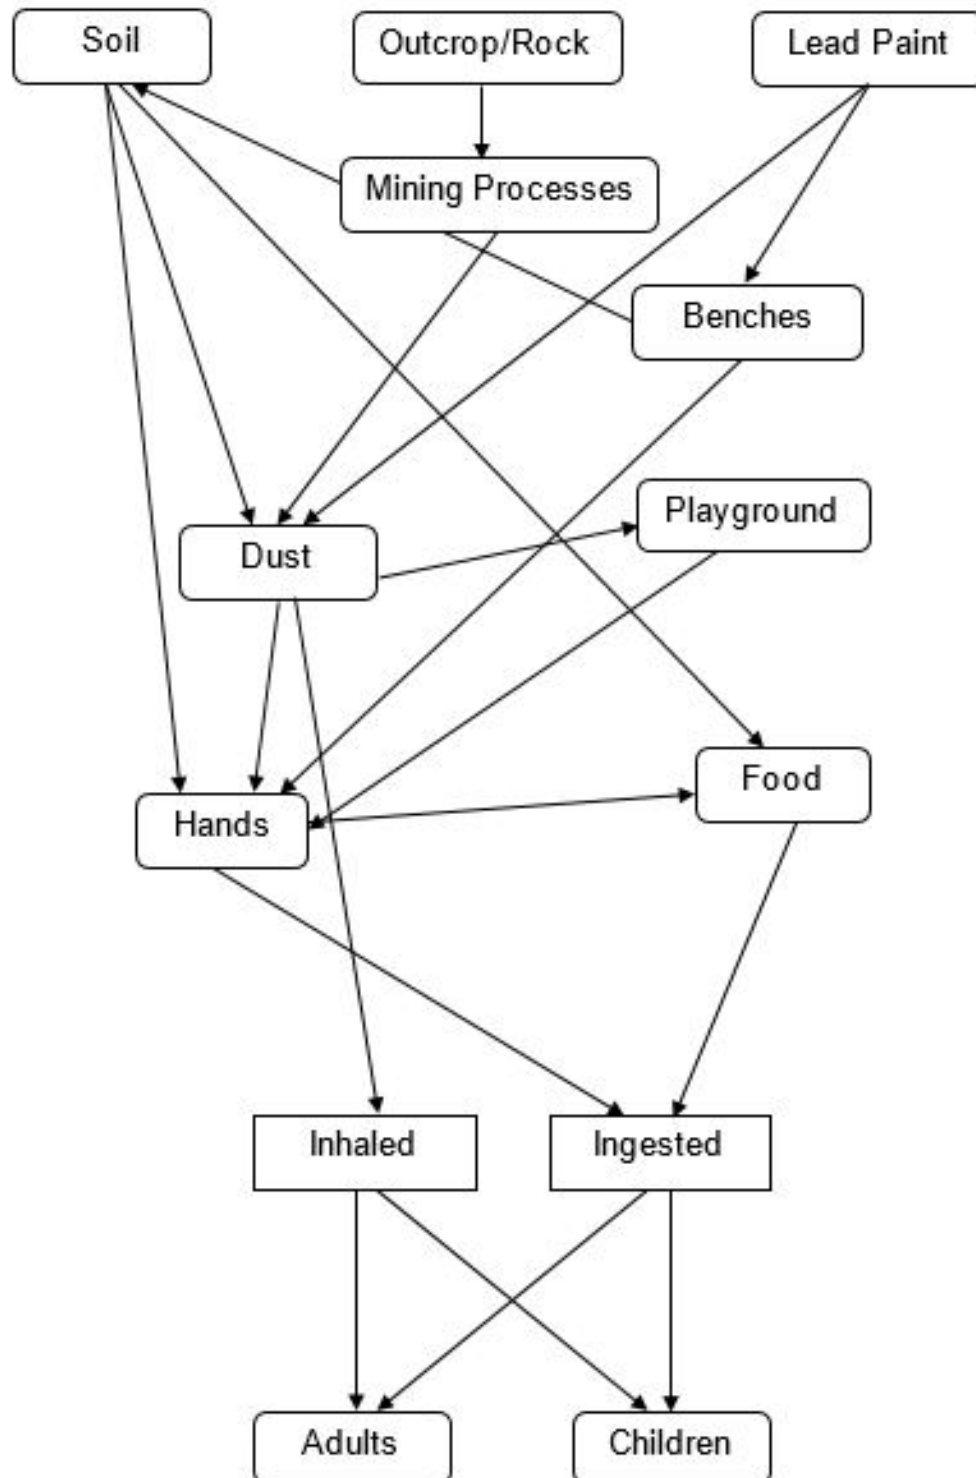 Soil
Outcrop/Rock
Lead Paint
Mining Processes
Benches
Playground
Dust
Food
Hands
Inhaled
Ingested
Adults
Children